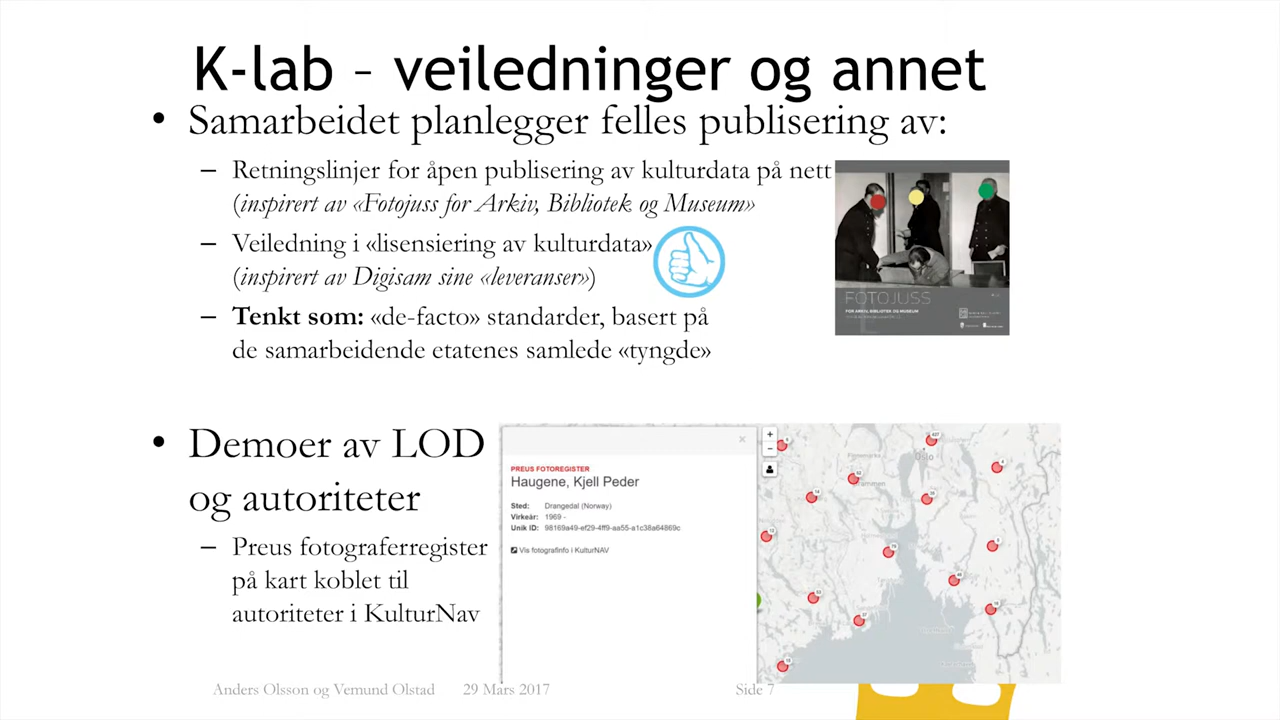 K-lab – veiledninger og annet
• Samarbeidet planlegger felles publisering av:
– Retningslinjer for åpen publisering av kulturdata på nett
(inspirert av «Fotojuss for Arkiv, Bibliotek og Museum»
– Veiledning i «lisensiering av kulturdata»
(inspirert av Digisam sine «leveranser»)
– Tenkt som: «de-facto» standarder, basert på
de samarbeidende etatenes samlede «tyngde»
FOTOJUSS
FOR ARKIV, BIBLIOTEK OG MUSEUM
• Demoer av LOD
og autoriteter
– Preus fotograferregister
på kart koblet til
autoriteter i KulturNav
×
PREUS FOTOREGISTER
Haugene, Kjell Peder
Sted: Drangedal (Norway)
Virkeår: 1969 -
Unik ID: 98169a49-ef29-4ff9-aa55-a1c38a64869c
Vis fotografinfo i KulturNAV
+
−
Oslo
Anders Olsson og Vemund Olstad 29 Mars 2017 Side 7